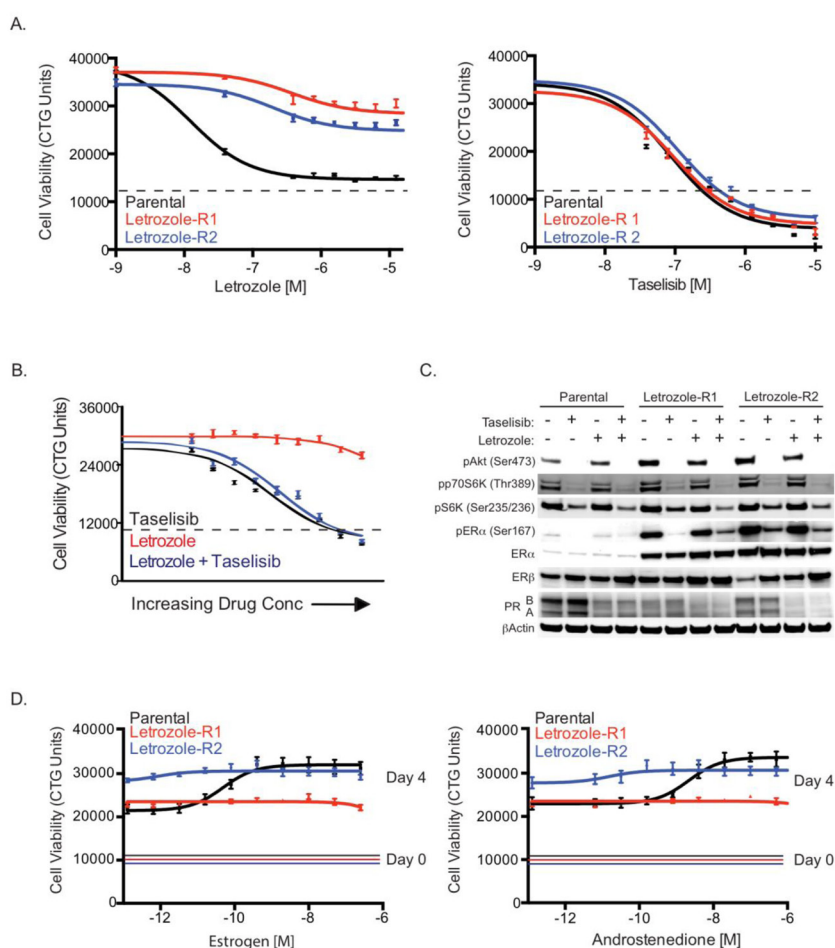 A.
Cell Viability (CTG Units)
40000
30000
20000
10000
0
Parental
Letrozole-R1
Letrozole-R2
-9 -8 -7 -6 -5
Letrozole [M]
Cell Viability (CTG Units)
50000
40000
30000
20000
10000
0
Parental
Letrozole-R 1
Letrozole-R 2
-9 -8 -7 -6 -5
Taselisib [M]
B.
Cell Viability (CTG Units)
36000
24000
12000
0
Taselisib
Letrozole
Letrozole + Taselisib
Increasing Drug Conc
C.
Parental Letrozole-R1 Letrozole-R2
Taselisib: - + - + - + - + - + - +
Letrozole: - - + + - - + + - - + +
pAkt (Ser473)
pp70S6K (Thr389)
pS6K (Ser235/236)
pERα (Ser167)
ERα
ERβ
PR B
A
βActin
D.
Cell Viability (CTG Units)
40000
30000
20000
10000
0
Parental
Letrozole-R1
Letrozole-R2
Day 4
Day 0
-12 -10 -8 -6
Estrogen [M]
Cell Viability (CTG Units)
40000
30000
20000
10000
0
Parental
Letrozole-R1
Letrozole-R2
Day 4
Day 0
-12 -10 -8 -6
Androstenedione [M]